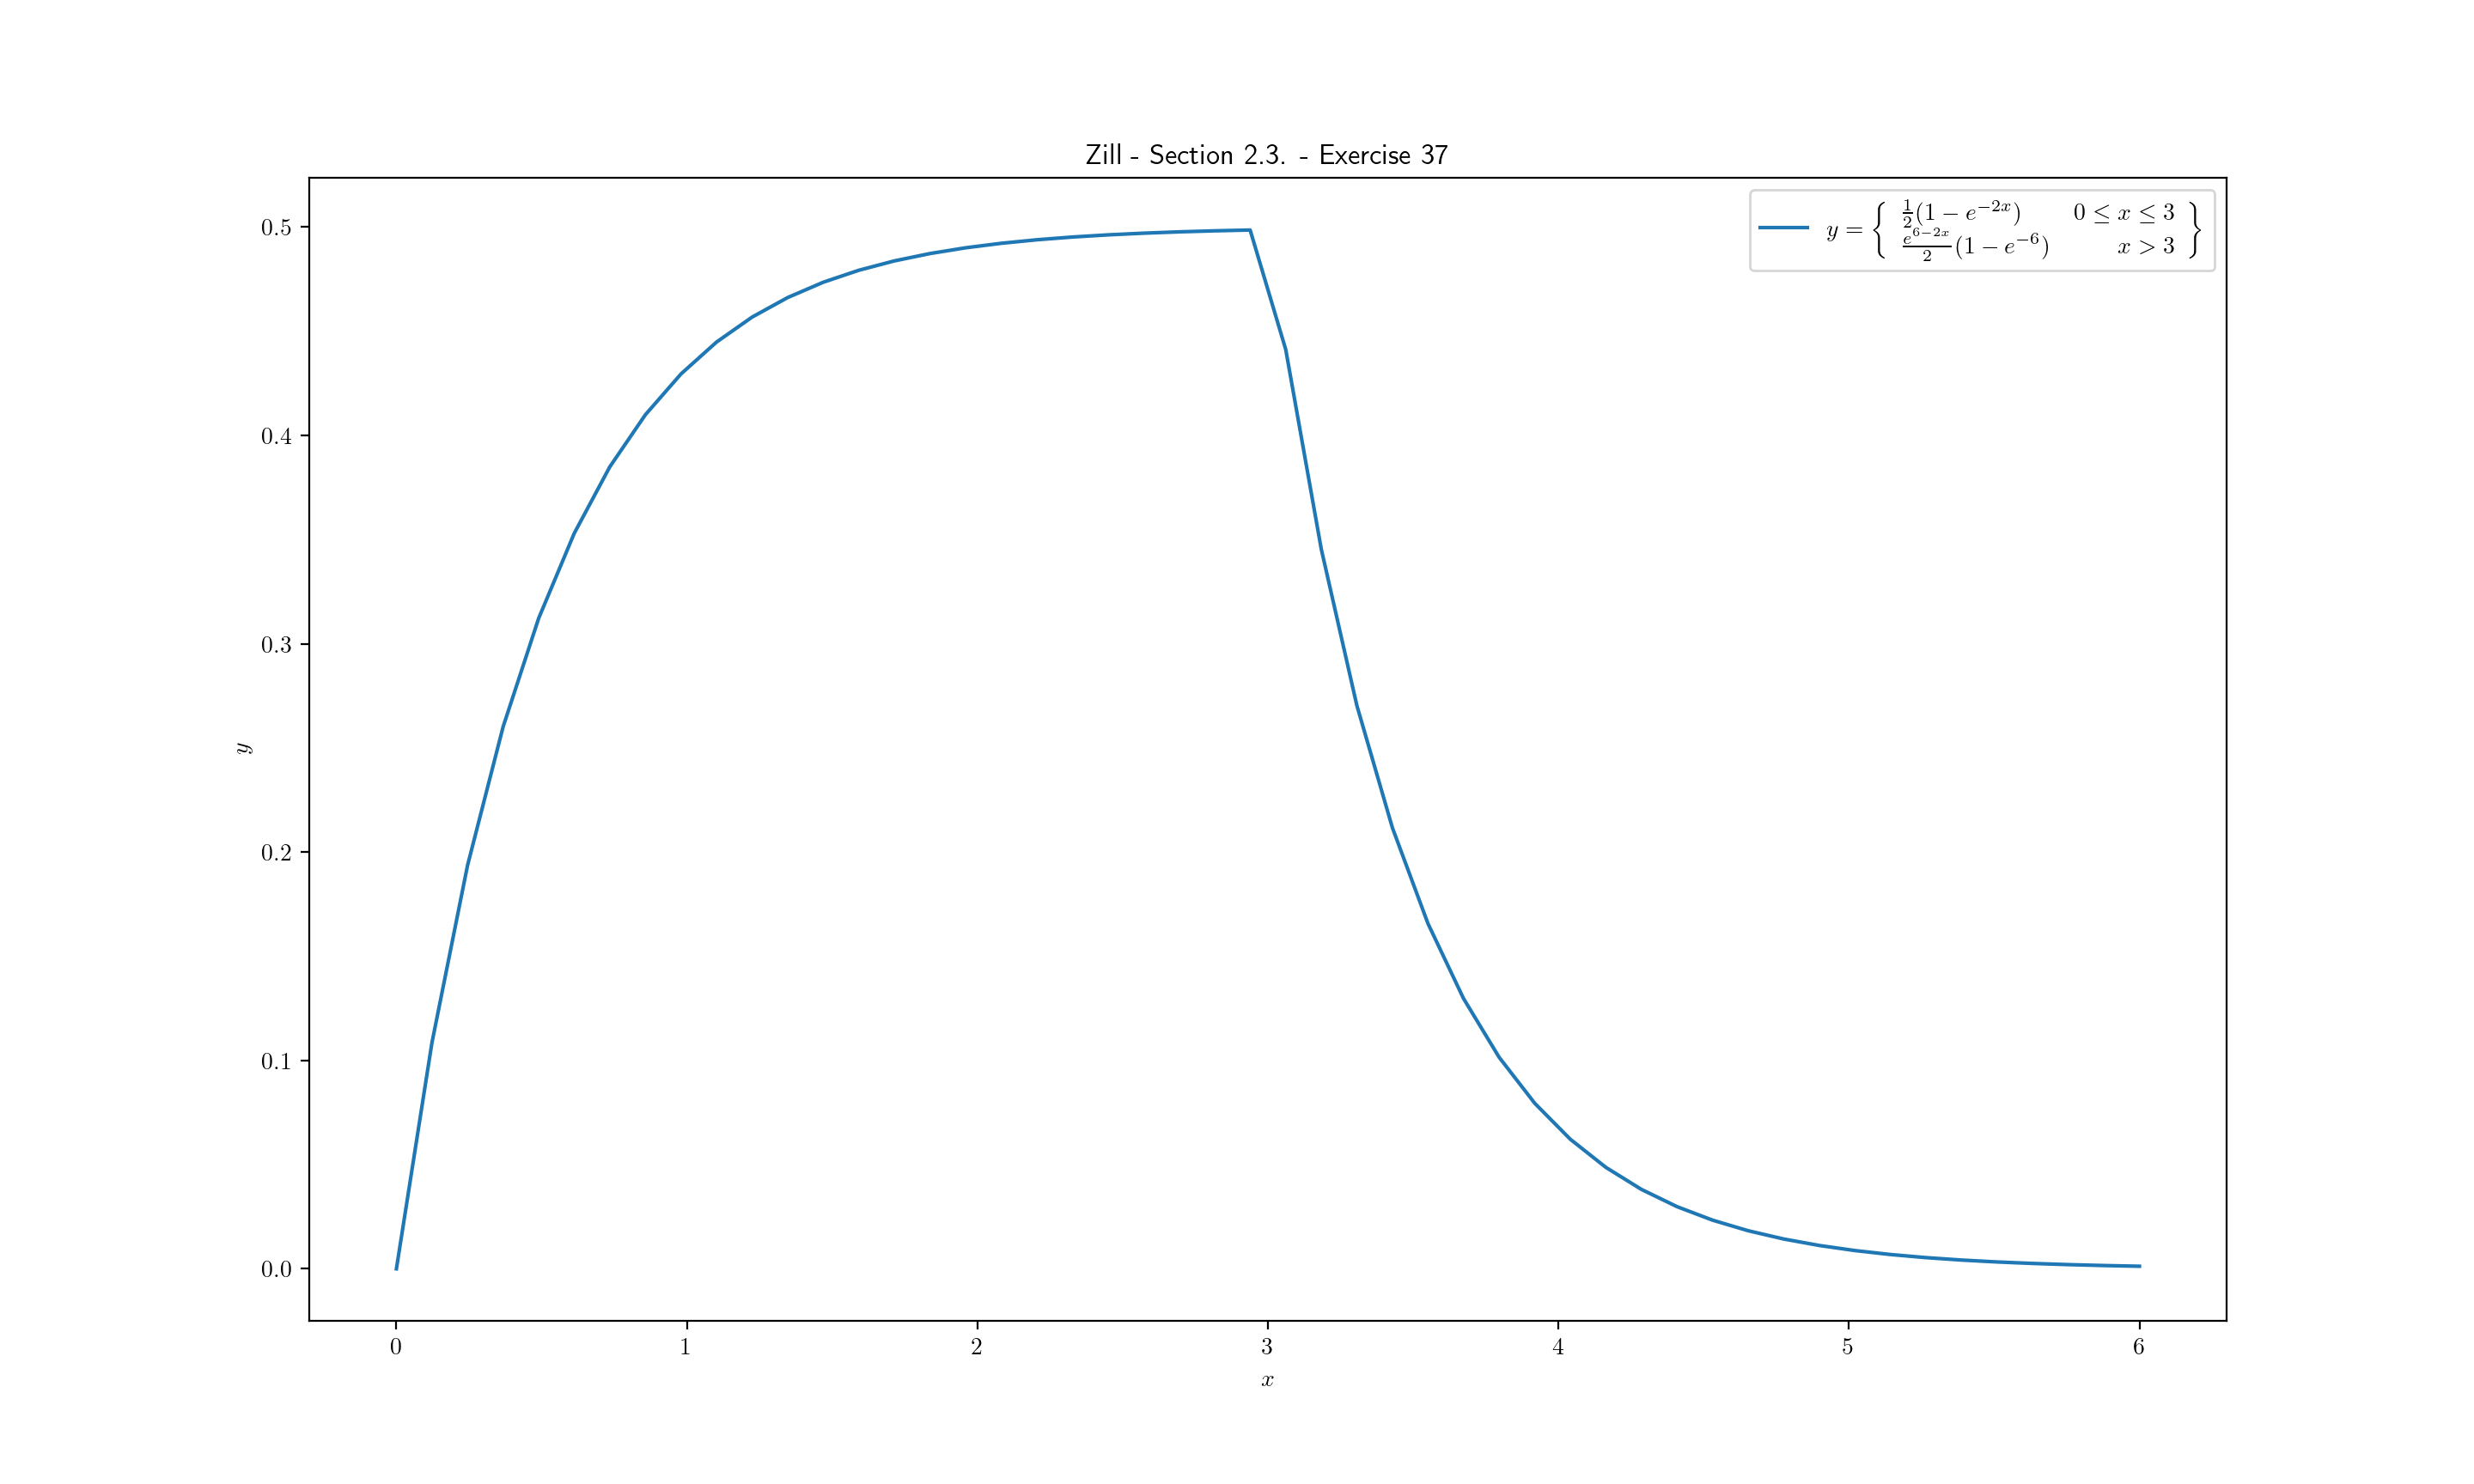 Zill - Section 2.3. - Exercise 37
y = { ½(1 − e^{−2x}) 0 ≤ x ≤ 3
e^{6−2x}/2 (1 − e^{−6}) x > 3 }
0.5
0.4
0.3
0.2
0.1
0.0
y
0 1 2 3 4 5 6
x